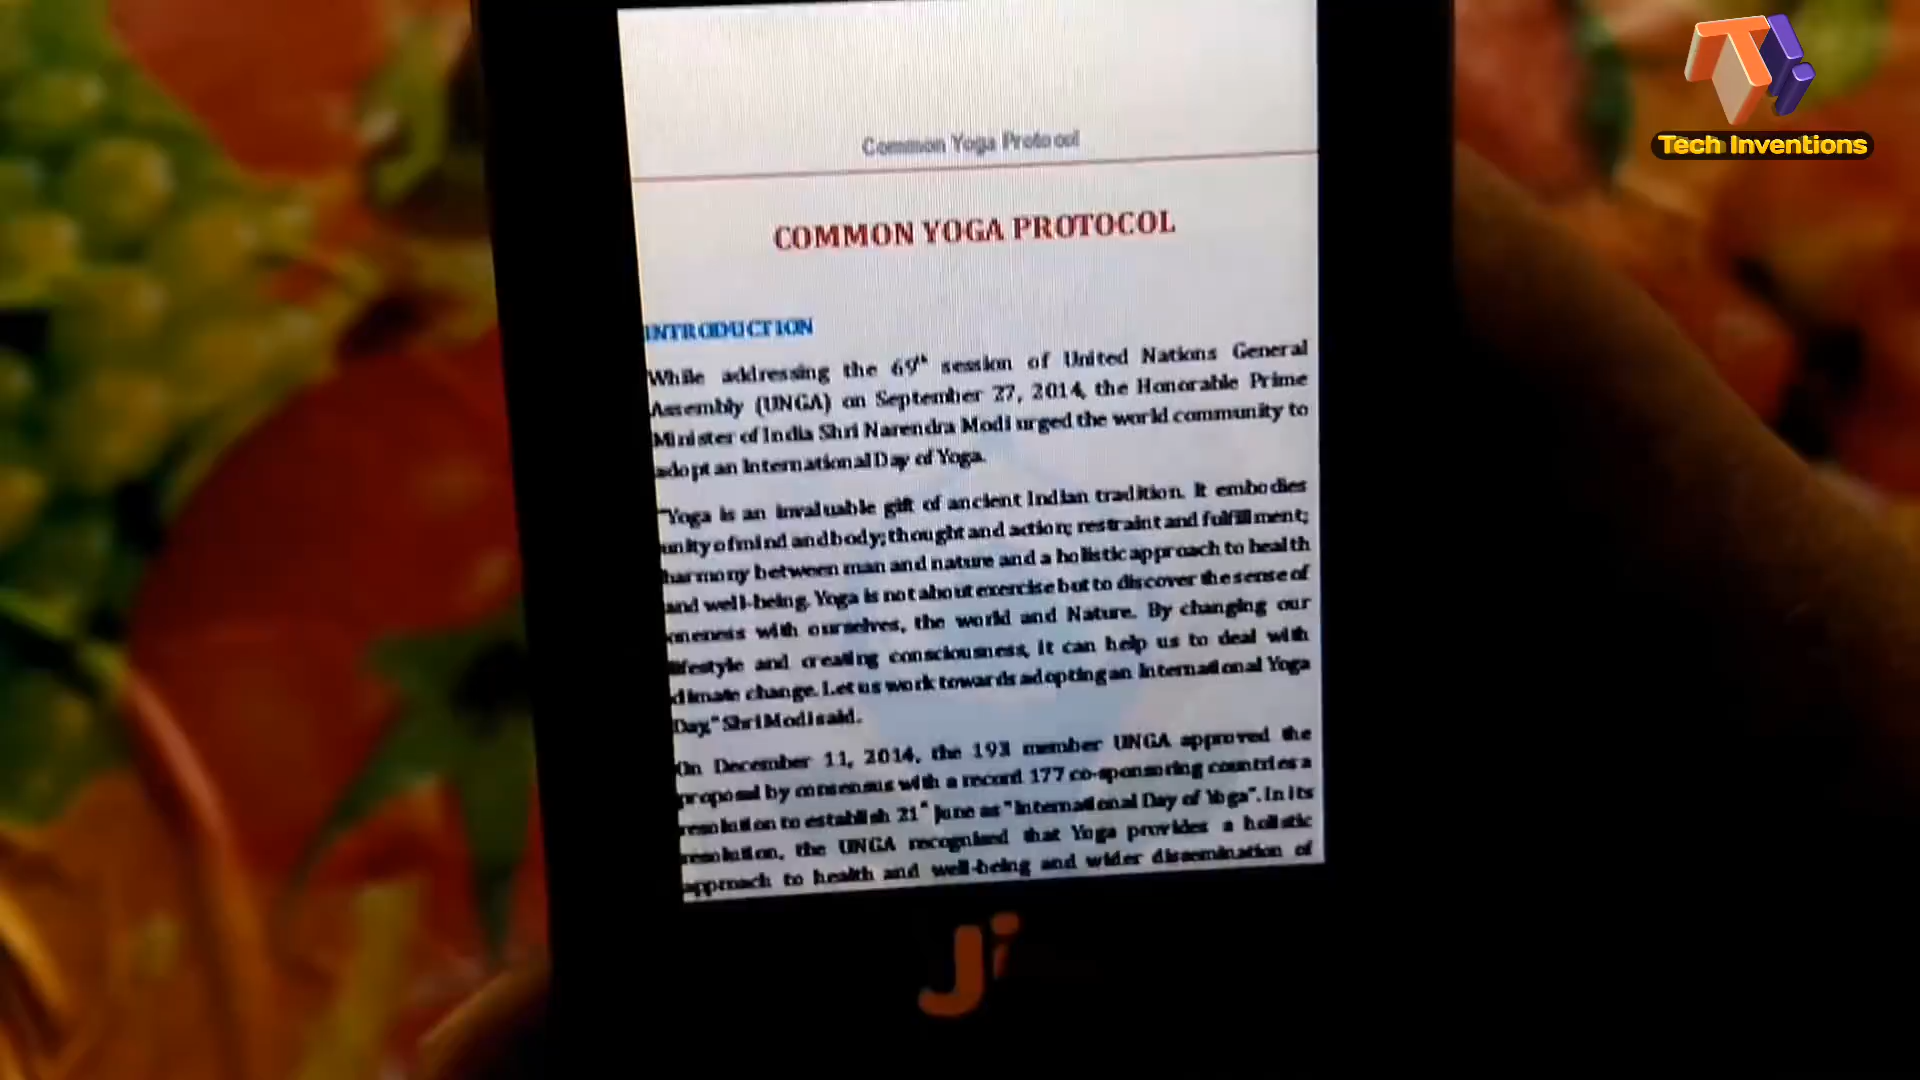 Tech Inventions
Common Yoga Protocol
COMMON YOGA PROTOCOL
INTRODUCTION
While addressing the 69th session of United Nations General
Assembly (UNGA) on September 27, 2014, the Honorable Prime
Minister of India Shri Narendra Modi urged the world community to
adopt an International Day of Yoga.
"Yoga is an invaluable gift of ancient Indian tradition. It embodies
unity of mind and body; thought and action; restraint and fulfillment;
harmony between man and nature and a holistic approach to health
and well-being. Yoga is not about exercise but to discover the sense of
oneness with ourselves, the world and Nature. By changing our
lifestyle and creating consciousness, it can help us to deal with
climate change. Let us work towards adopting an International Yoga
Day," Shri Modi said.
On December 11, 2014, the 193 member UNGA approved the
proposal by consensus with a record 177 co-sponsoring countries a
resolution to establish 21st June as "International Day of Yoga". In its
resolution, the UNGA recognised that Yoga provides a holistic
approach to health and well-being and wider dissemination of
Ji